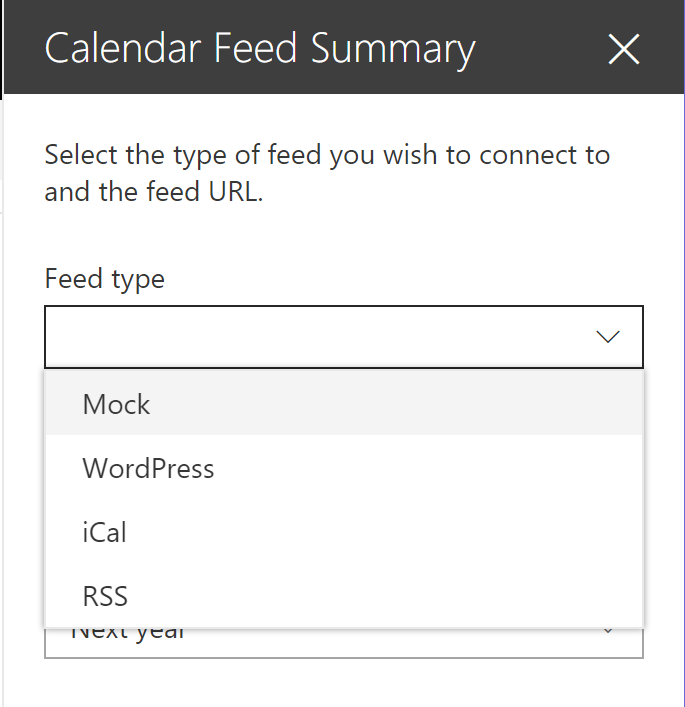 Calendar Feed Summary
Select the type of feed you wish to connect to
and the feed URL.
Feed type
Mock
WordPress
iCal
RSS
Next year